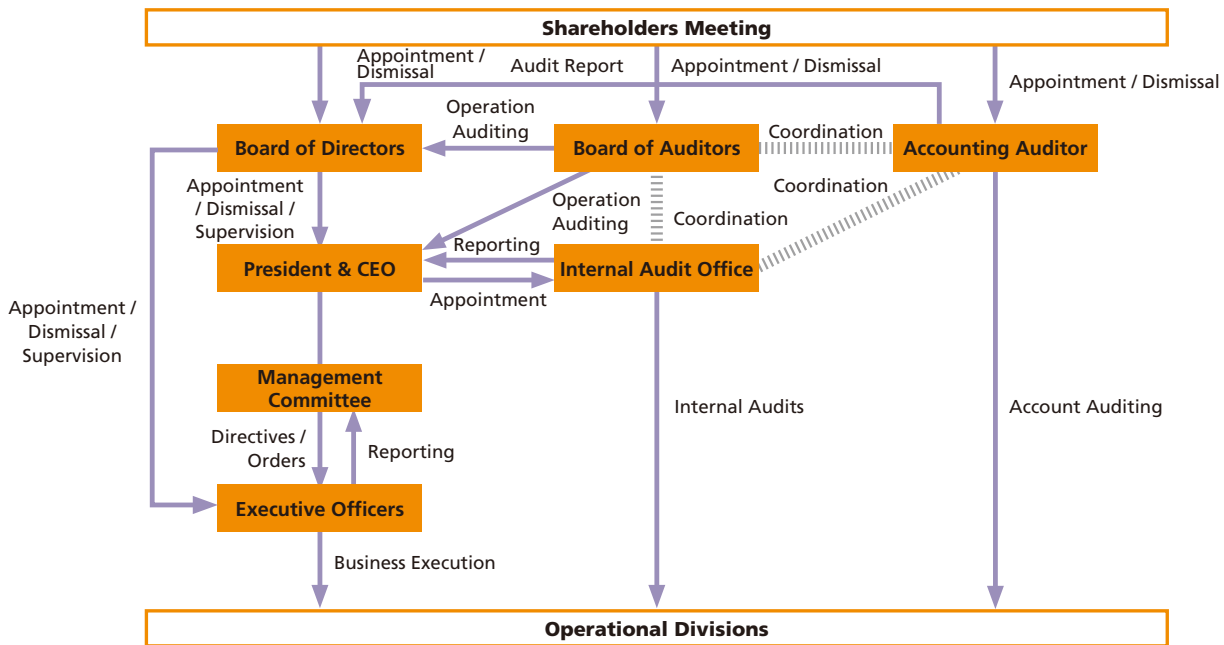 Shareholders Meeting
Appointment /
Dismissal
Audit Report
Appointment / Dismissal
Appointment / Dismissal
Operation
Auditing
Coordination
Board of Directors
Board of Auditors
Accounting Auditor
Appointment
/ Dismissal /
Supervision
Operation
Auditing
Coordination
Coordination
Reporting
President & CEO
Internal Audit Office
Appointment
Appointment /
Dismissal /
Supervision
Management
Committee
Internal Audits
Account Auditing
Directives /
Orders
Reporting
Executive Officers
Business Execution
Operational Divisions